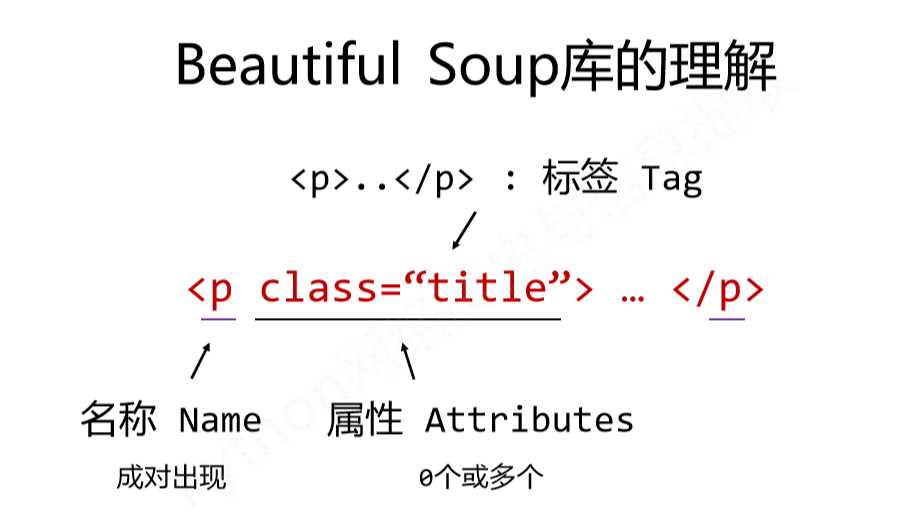 Beautiful Soup库的理解
<p>..</p> : 标签 Tag
<p class=“title”> … </p>
名称 Name 属性 Attributes
成对出现 0个或多个